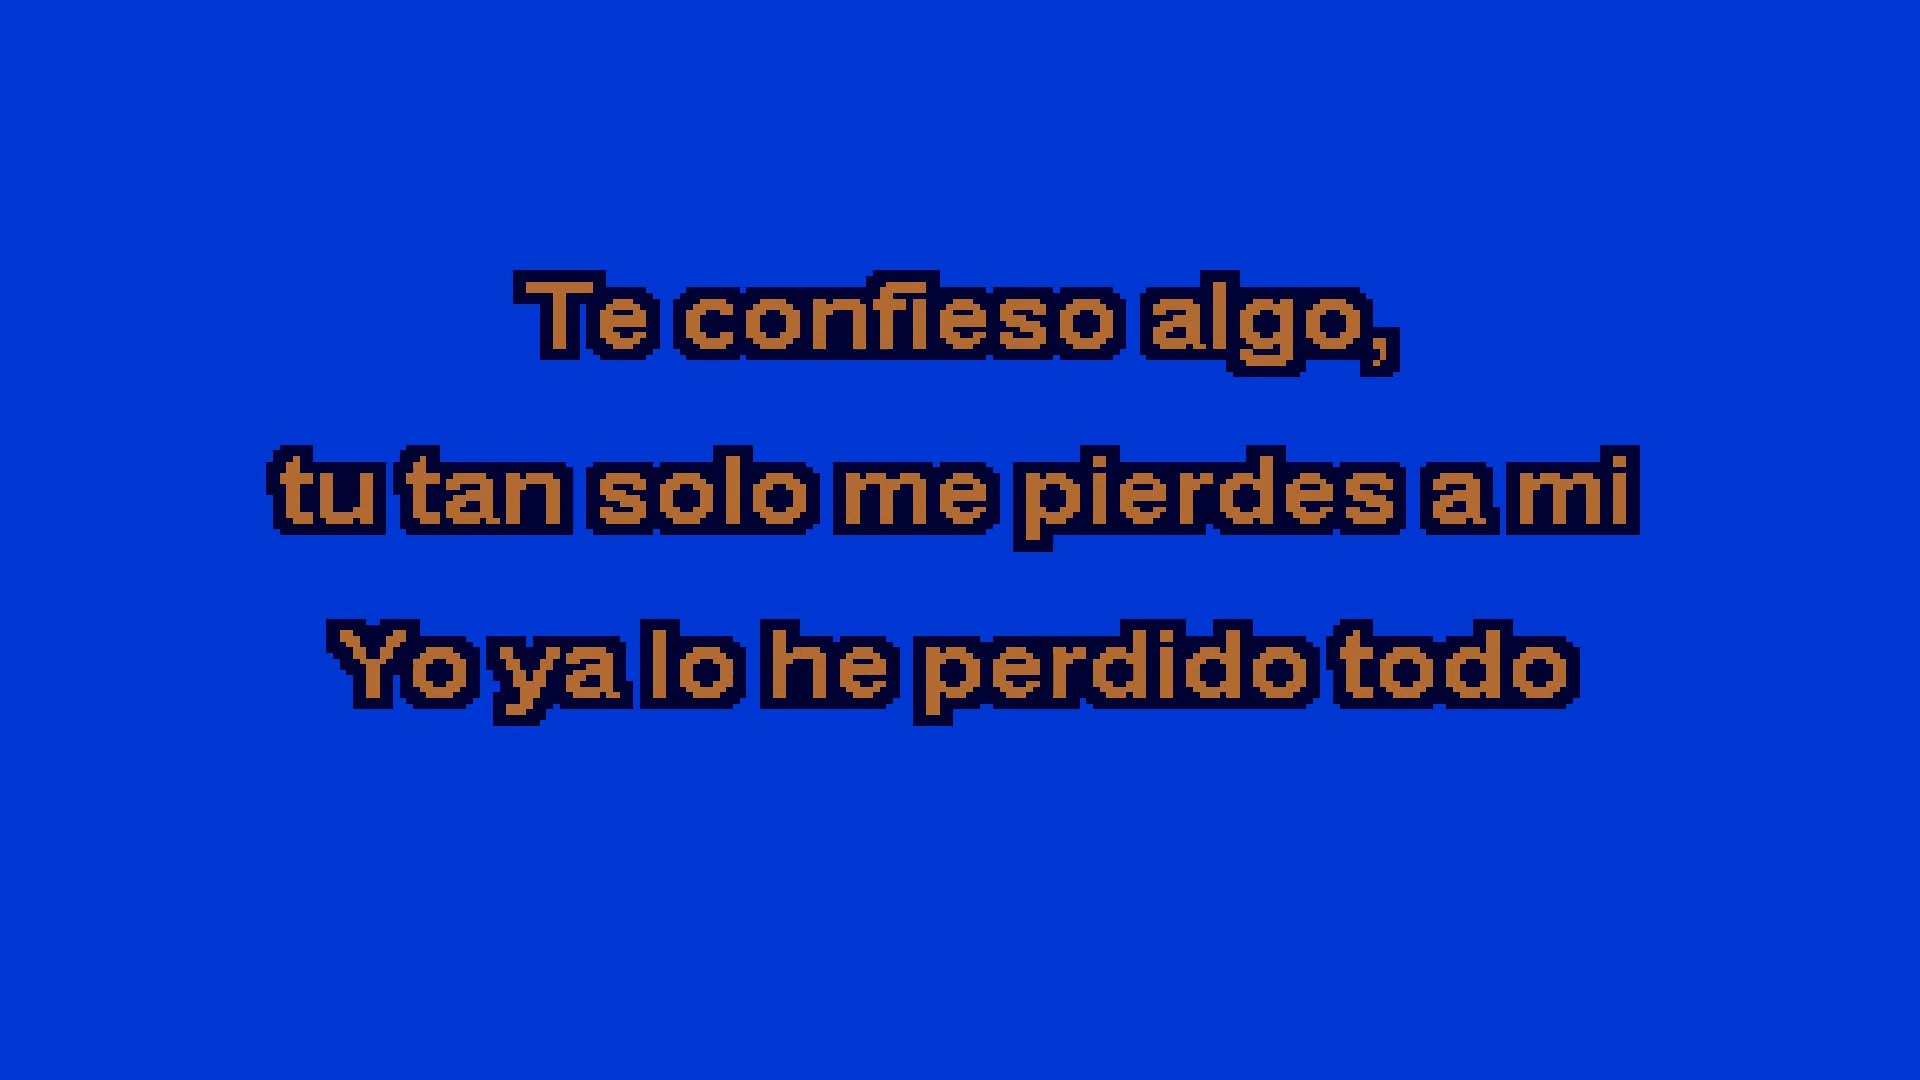 Te confieso algo,
tu tan solo me pierdes a mi
Yo ya lo he perdido todo